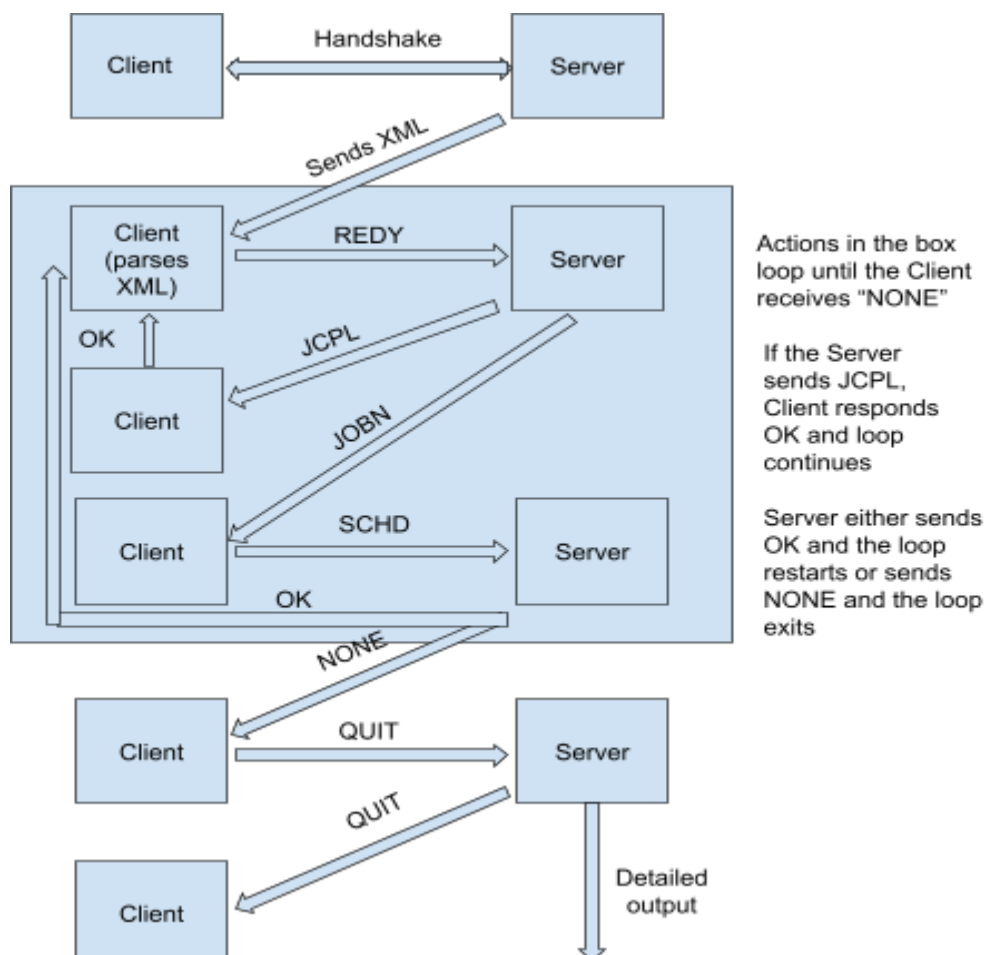 Client
Handshake
Server
Sends XML
Client
(parses
XML)
REDY
Server
Actions in the box
loop until the Client
receives “NONE”
OK
JCPL
If the Server
sends JCPL,
Client responds
OK and loop
continues
Client
JOBN
Client
SCHD
Server
Server either sends
OK and the loop
restarts or sends
NONE and the loop
exits
OK
NONE
Client
QUIT
Server
QUIT
Client
Detailed
output